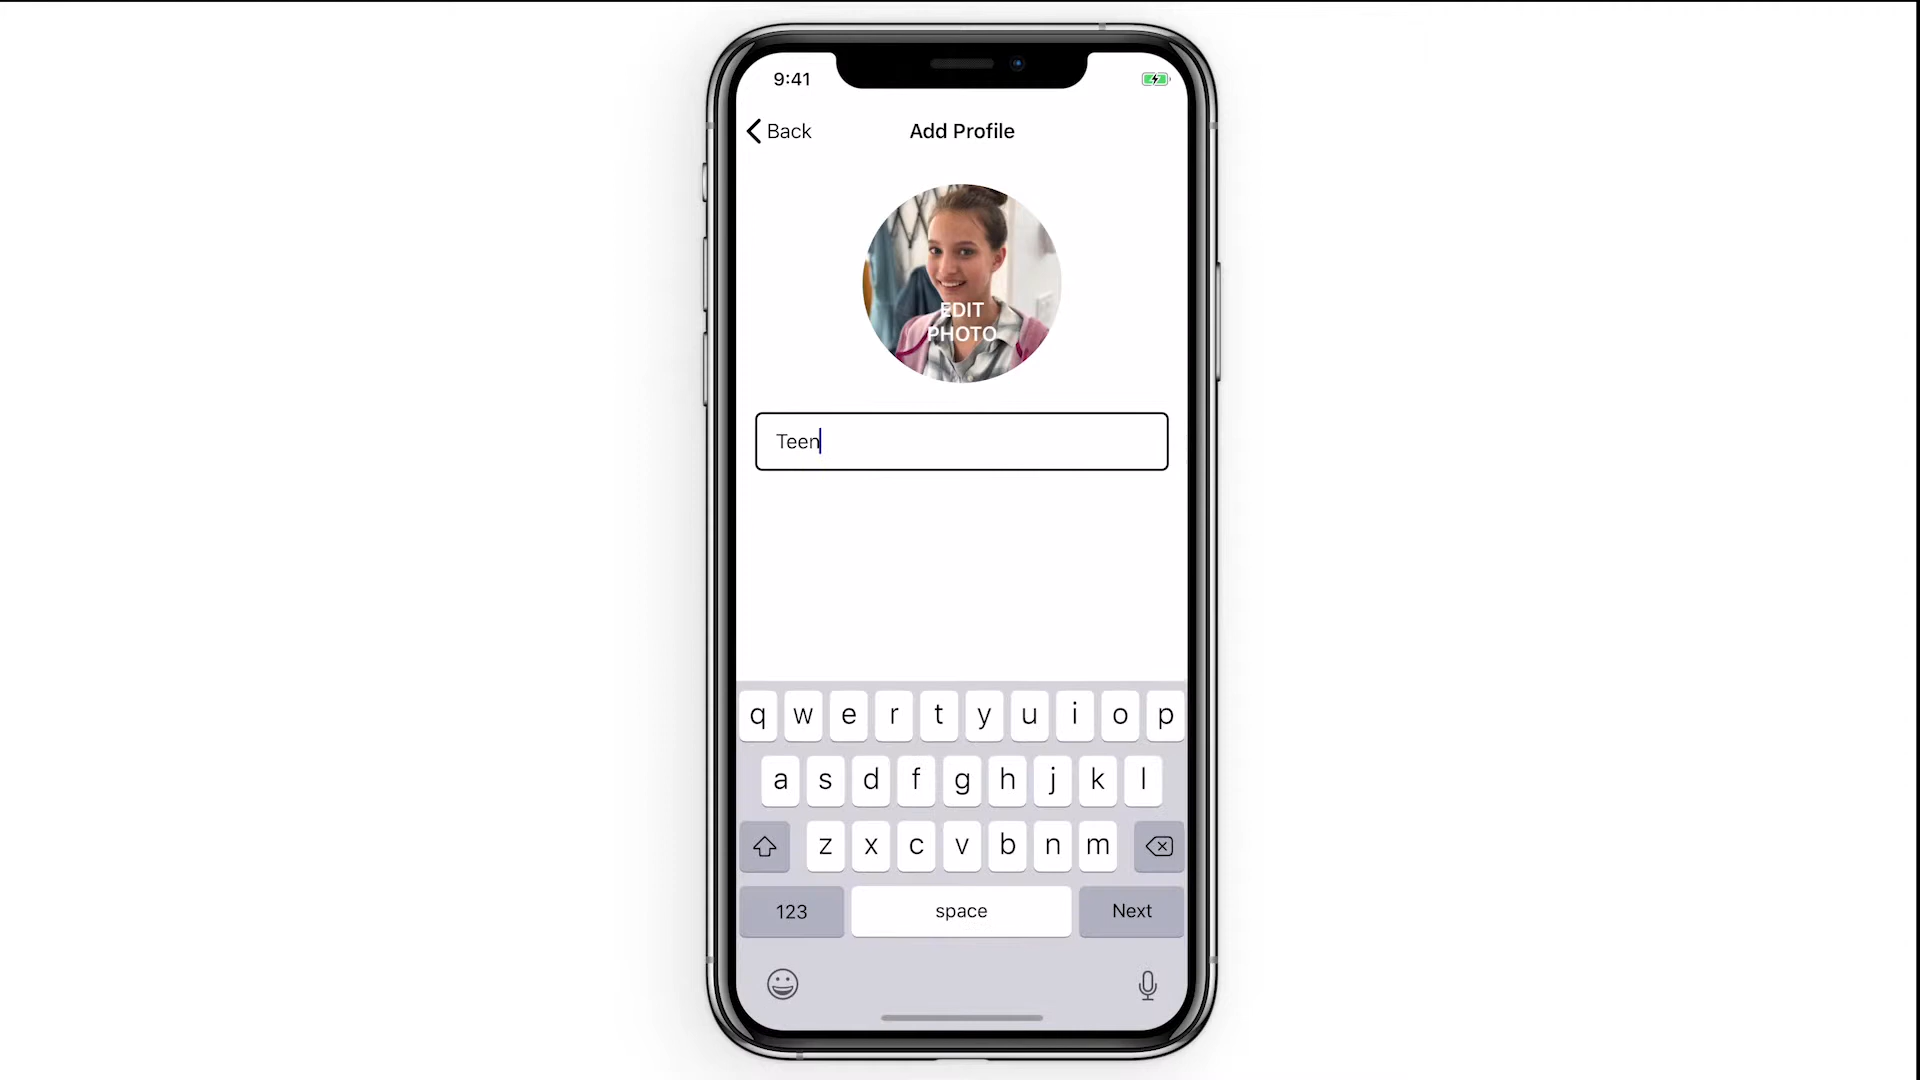 9:41
Back
Add Profile
EDIT
PHOTO
Teen
q w e r t y u i o p
a s d f g h j k l
z x c v b n m
123 space Next